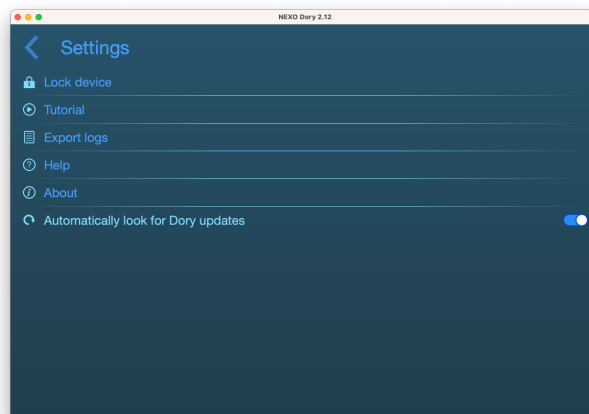 NEXO Dory 2.12
Settings
Lock device
Tutorial
Export logs
Help
About
Automatically look for Dory updates